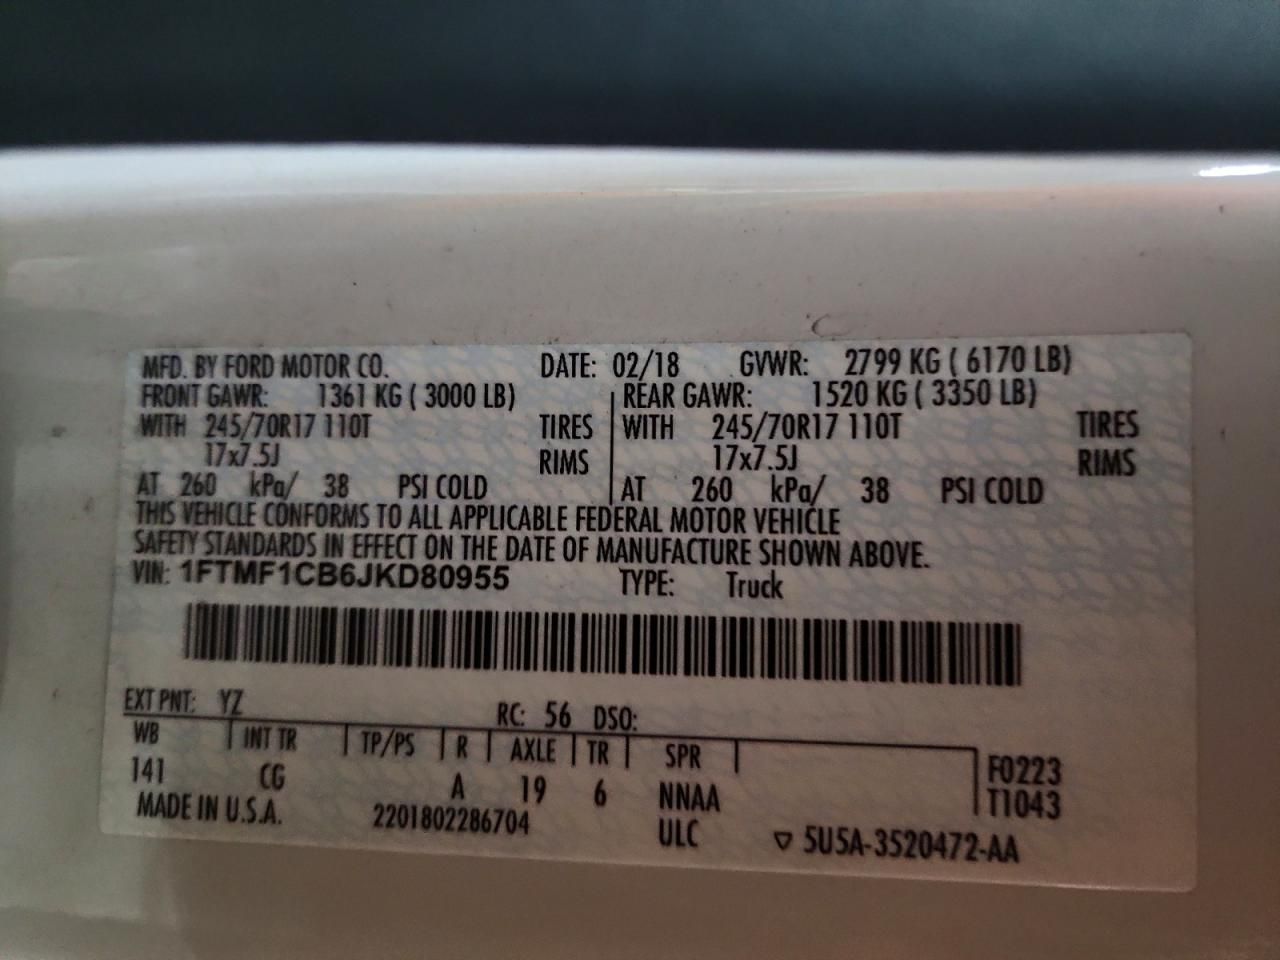 MFD. BY FORD MOTOR CO. DATE: 02/18 GVWR: 2799 KG ( 6170 LB)
FRONT GAWR: 1361 KG ( 3000 LB) REAR GAWR: 1520 KG ( 3350 LB)
WITH 245/70R17 110T TIRES WITH 245/70R17 110T TIRES
17x7.5J RIMS 17x7.5J RIMS
AT 260 kPa/ 38 PSI COLD AT 260 kPa/ 38 PSI COLD
THIS VEHICLE CONFORMS TO ALL APPLICABLE FEDERAL MOTOR VEHICLE
SAFETY STANDARDS IN EFFECT ON THE DATE OF MANUFACTURE SHOWN ABOVE.
VIN: 1FTMF1CB6JKD80955 TYPE: Truck
EXT PNT: YZ RC: 56 DSO:
WB INT TR TP/PS R AXLE TR SPR F0223
141 CG A 19 6 NNAA T1043
MADE IN U.S.A. 2201802286704 ULC ▽ 5U5A-3520472-AA